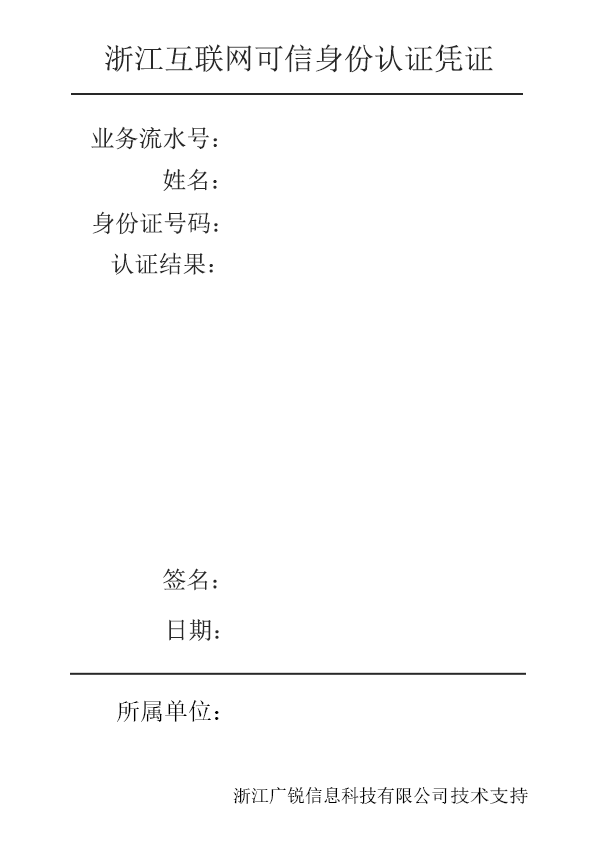 浙江互联网可信身份认证凭证
业务流水号：
姓名：
身份证号码：
认证结果：
签名：
日期：
所属单位：
浙江广锐信息科技有限公司技术支持